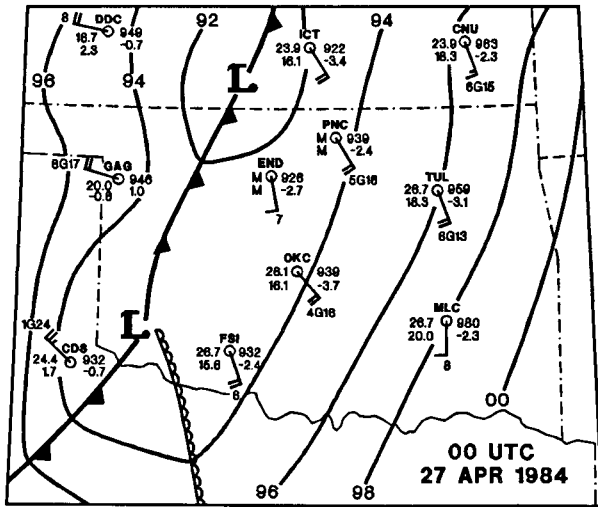 92
94
8 DDC 949
18.7 -0.7
2.3
ICT
23.9 922
16.1 -3.4
CNU
23.9 963
18.3 -2.3
6G15
L
96
94
PNC
M 939
M -2.4
5G16
8G17 GAG 946
20.0 1.0
-0.6
END
M 926
M -2.7
7
TUL
26.7 959
18.3 -3.1
8G13
OKC
26.1 939
16.1 -3.7
4G16
L
1G24
CDS
24.4 932
1.7 -0.7
FSI
26.7 932
15.6 -2.4
8
MLC
26.7 980
20.0 -2.3
8
00
00 UTC
27 APR 1984
96
98